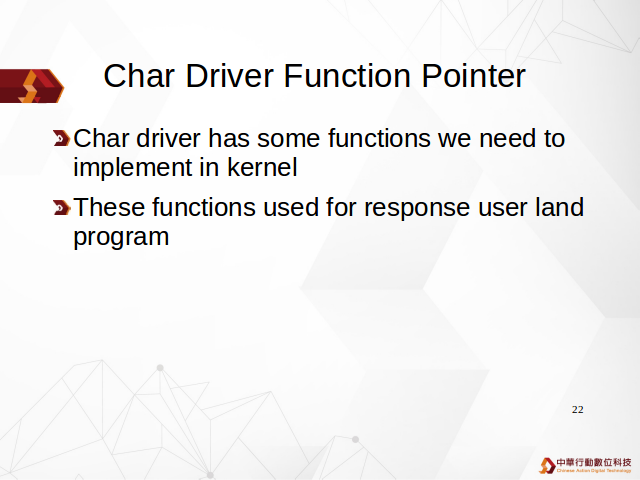 Char Driver Function Pointer
Char driver has some functions we need to
implement in kernel
These functions used for response user land
program
22
中華行動數位科技
Chinese Action Digital Technology